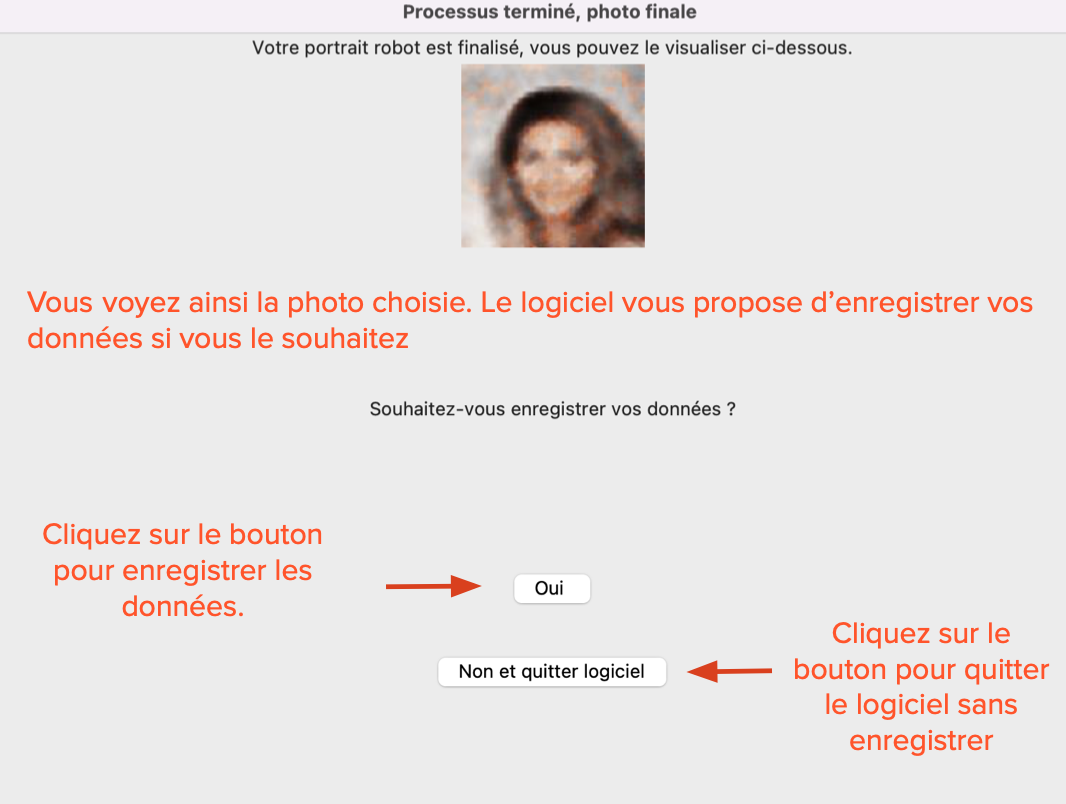 Processus terminé, photo finale
Votre portrait robot est finalisé, vous pouvez le visualiser ci-dessous.
Vous voyez ainsi la photo choisie. Le logiciel vous propose d’enregistrer vos
données si vous le souhaitez
Souhaitez-vous enregistrer vos données ?
Cliquez sur le bouton
pour enregistrer les
données.
Oui
Non et quitter logiciel
Cliquez sur le
bouton pour quitter
le logiciel sans
enregistrer